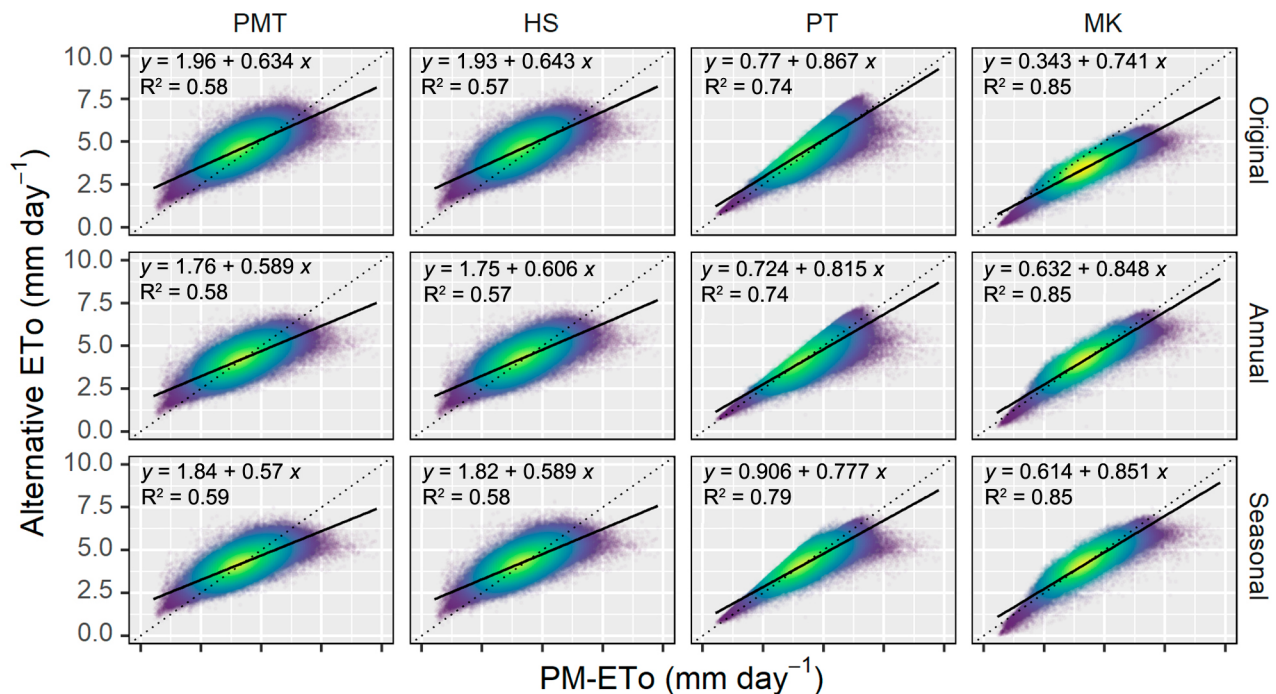 PMT HS PT MK
y = 1.96 + 0.634 x
R² = 0.58
y = 1.93 + 0.643 x
R² = 0.57
y = 0.77 + 0.867 x
R² = 0.74
y = 0.343 + 0.741 x
R² = 0.85
Original
10.0
7.5
5.0
2.5
0.0
y = 1.76 + 0.589 x
R² = 0.58
y = 1.75 + 0.606 x
R² = 0.57
y = 0.724 + 0.815 x
R² = 0.74
y = 0.632 + 0.848 x
R² = 0.85
Annual
10.0
7.5
5.0
2.5
0.0
y = 1.84 + 0.57 x
R² = 0.59
y = 1.82 + 0.589 x
R² = 0.58
y = 0.906 + 0.777 x
R² = 0.79
y = 0.614 + 0.851 x
R² = 0.85
Seasonal
10.0
7.5
5.0
2.5
0.0
Alternative ETo (mm day⁻¹)
PM-ETo (mm day⁻¹)